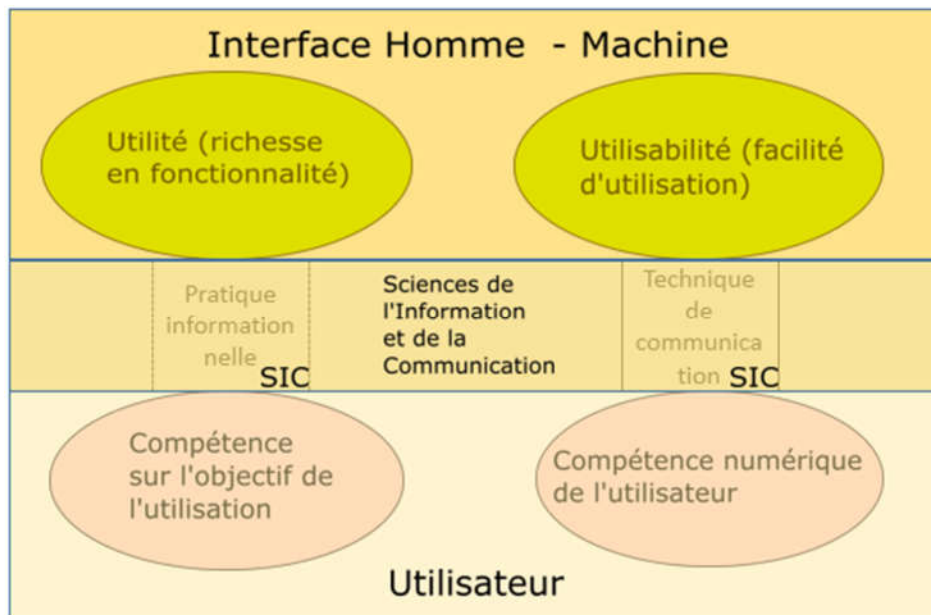 Interface Homme - Machine
Utilité (richesse
en fonctionnalité)
Utilisabilité (facilité
d'utilisation)
Pratique
information
nelle
SIC
Sciences de
l'Information
et de la
Communication
Technique
de
communica
tion SIC
Compétence
sur l'objectif de
l'utilisation
Compétence numérique
de l'utilisateur
Utilisateur